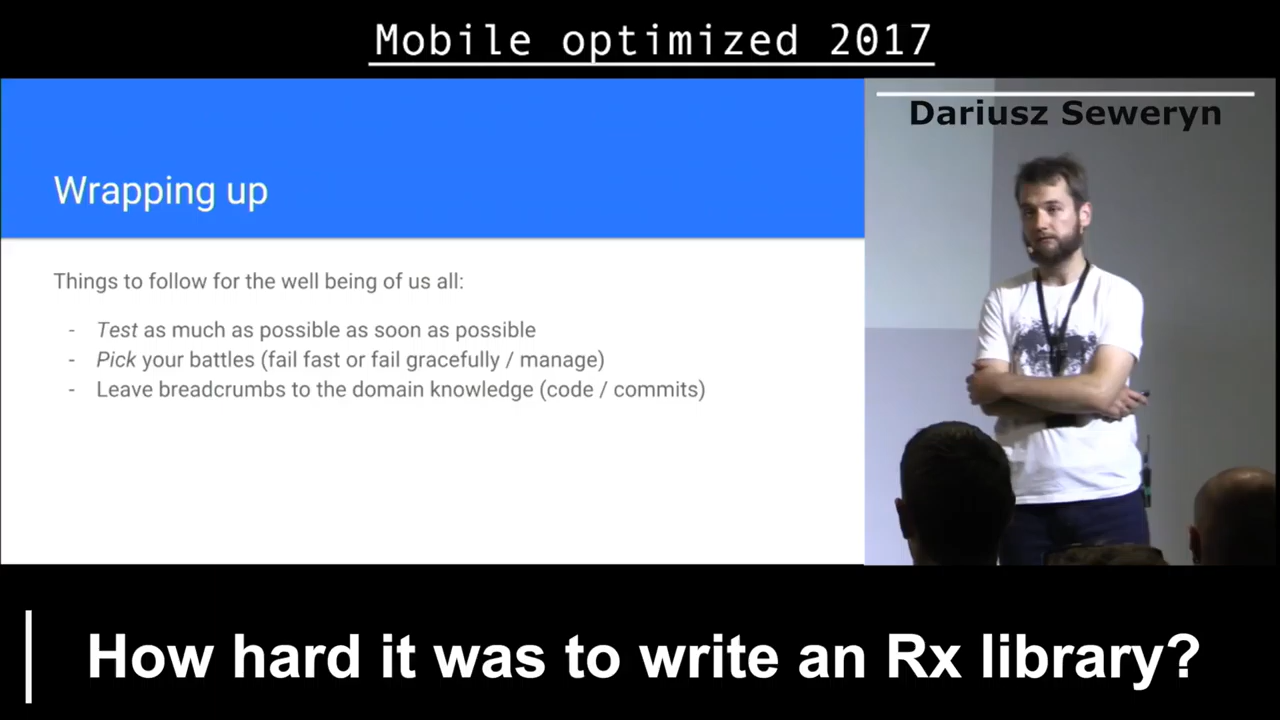 Mobile optimized 2017
Dariusz Seweryn
Wrapping up
Things to follow for the well being of us all:
- Test as much as possible as soon as possible
- Pick your battles (fail fast or fail gracefully / manage)
- Leave breadcrumbs to the domain knowledge (code / commits)
How hard it was to write an Rx library?